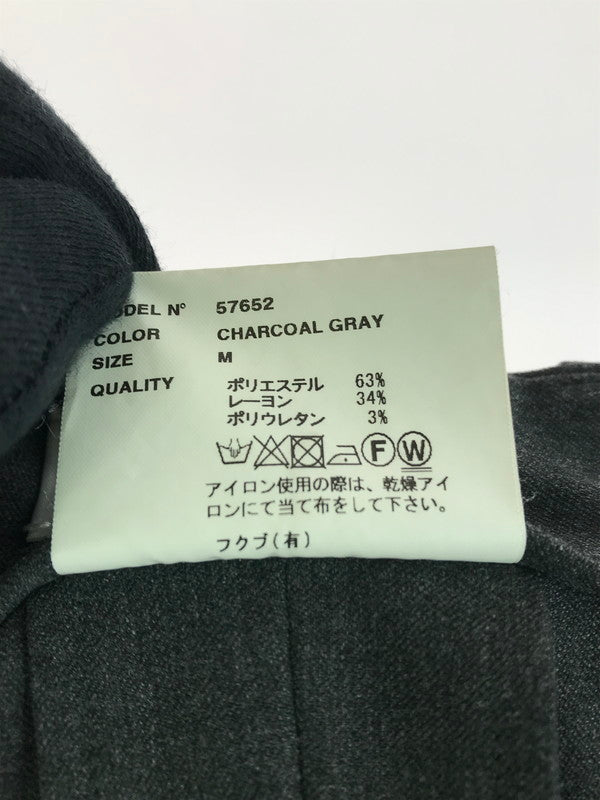 ODEL N° 57652
COLOR CHARCOAL GRAY
SIZE M
QUALITY ポリエステル 63%
レーヨン 34%
ポリウレタン 3%
F W
アイロン使用の際は、乾燥アイ
ロンにて当て布をして下さい。
フクブ(有)